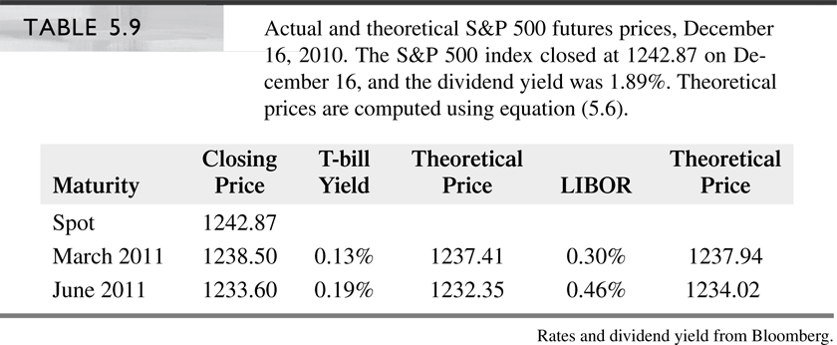 TABLE 5.9
Actual and theoretical S&P 500 futures prices, December
16, 2010. The S&P 500 index closed at 1242.87 on De-
cember 16, and the dividend yield was 1.89%. Theoretical
prices are computed using equation (5.6).
Closing T-bill Theoretical Theoretical
Maturity Price Yield Price LIBOR Price
Spot 1242.87
March 2011 1238.50 0.13% 1237.41 0.30% 1237.94
June 2011 1233.60 0.19% 1232.35 0.46% 1234.02
Rates and dividend yield from Bloomberg.